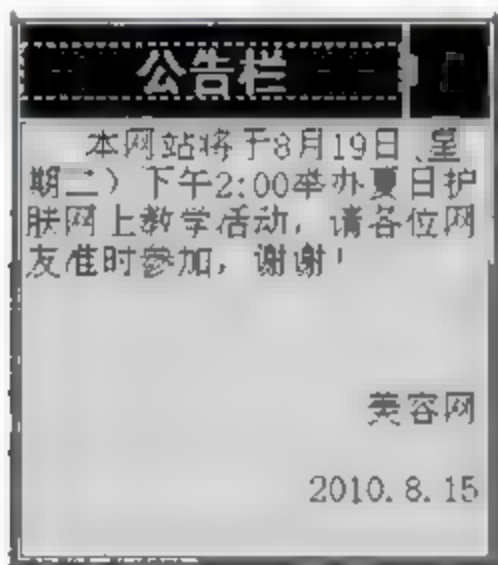 公告栏
本网站将于8月19日(星
期二)下午2:00举办夏日护
肤网上教学活动,请各位网
友准时参加,谢谢!
美容网
2010.8.15